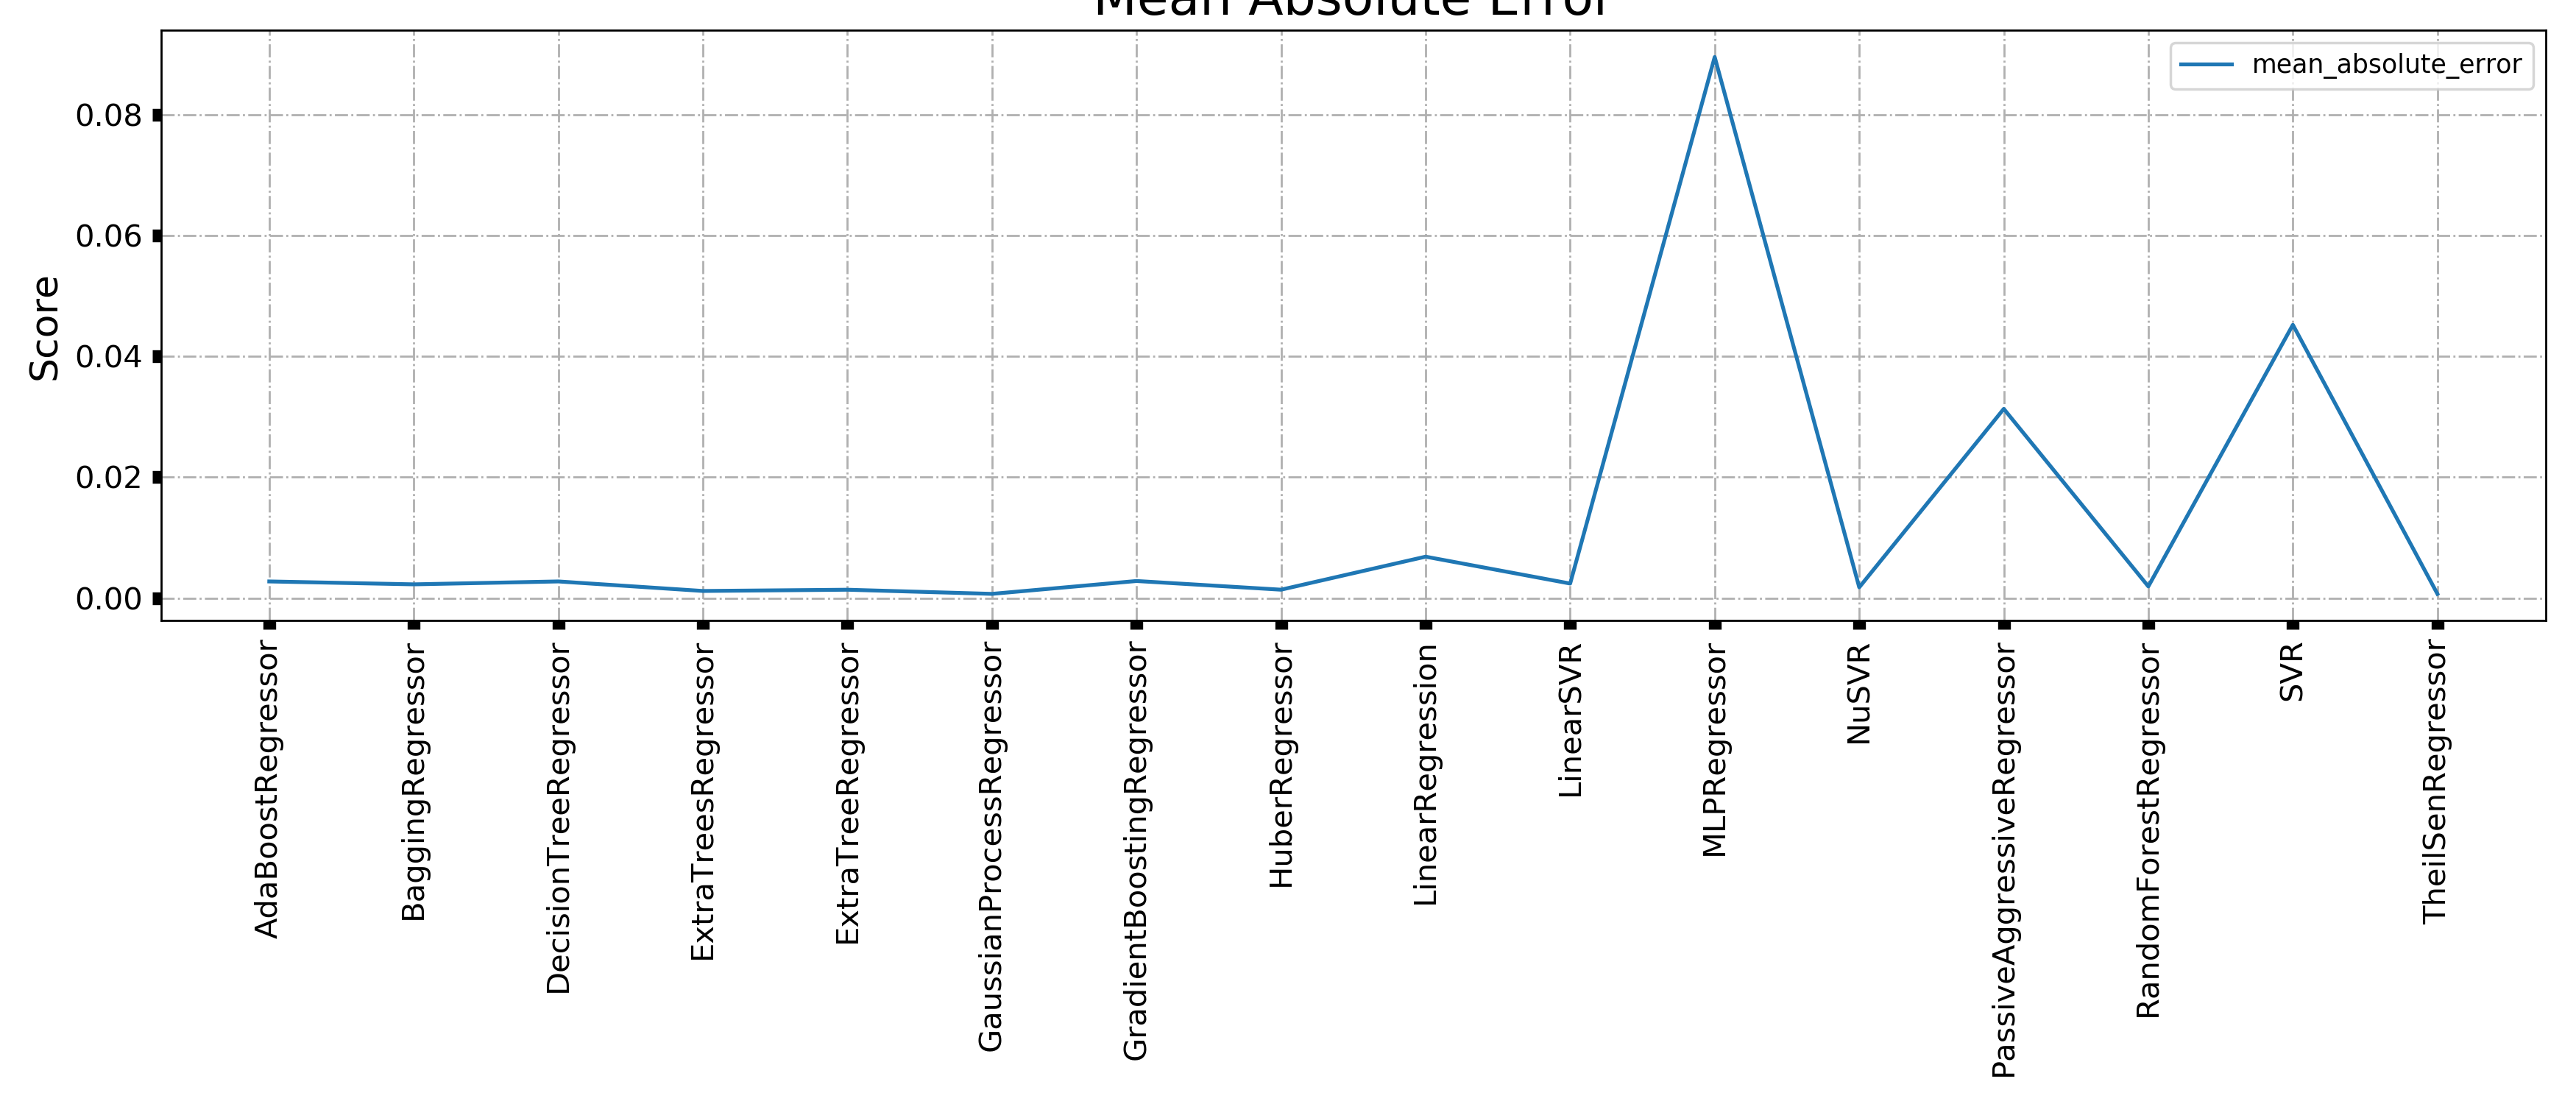 Mean Absolute Error
mean_absolute_error
Score
0.08
0.06
0.04
0.02
0.00
AdaBoostRegressor
BaggingRegressor
DecisionTreeRegressor
ExtraTreesRegressor
ExtraTreeRegressor
GaussianProcessRegressor
GradientBoostingRegressor
HuberRegressor
LinearRegression
LinearSVR
MLPRegressor
NuSVR
PassiveAggressiveRegressor
RandomForestRegressor
SVR
TheilSenRegressor